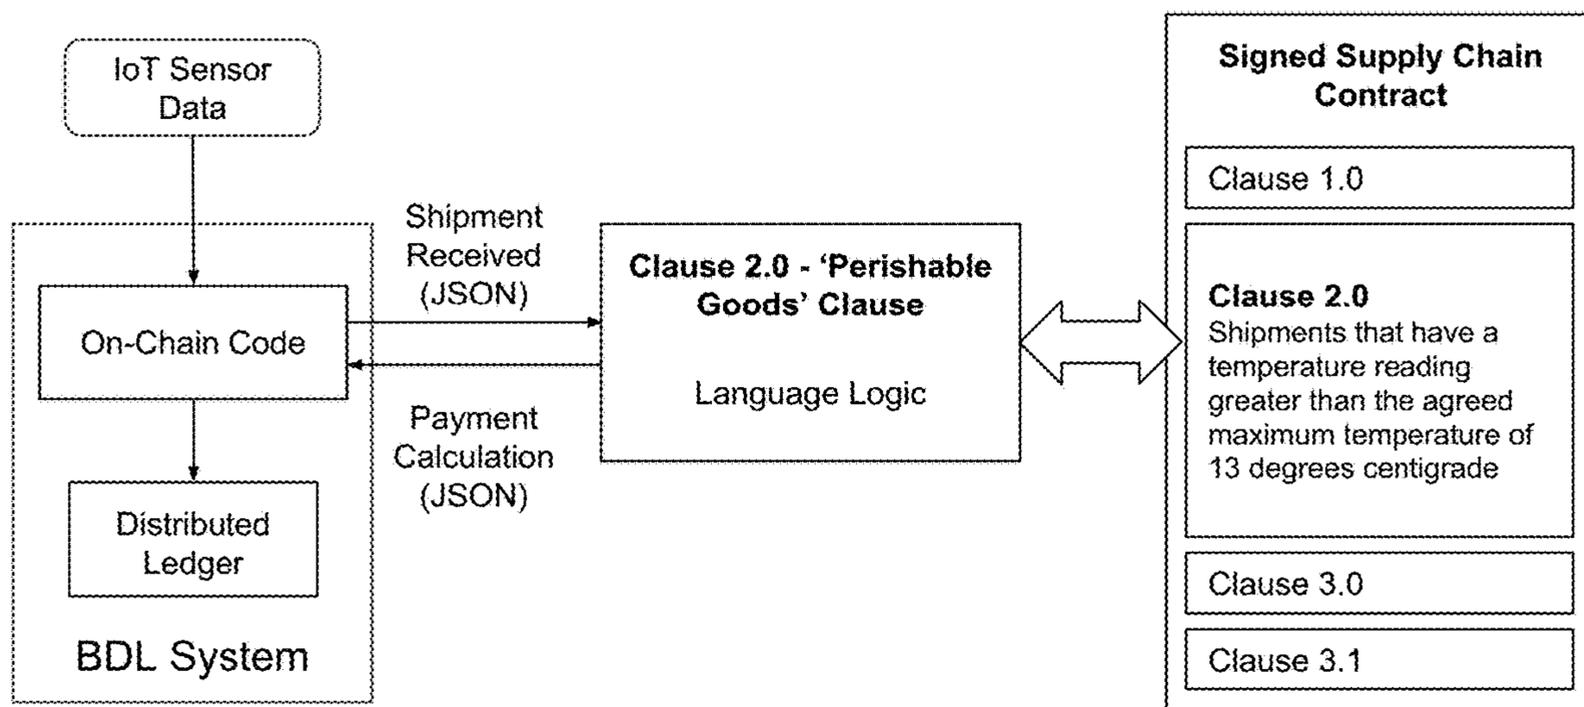 IoT Sensor
Data
Shipment
Received
(JSON)
On-Chain Code
Payment
Calculation
(JSON)
Distributed
Ledger
BDL System
Clause 2.0 - ‘Perishable
Goods’ Clause
Language Logic
Signed Supply Chain
Contract
Clause 1.0
Clause 2.0
Shipments that have a
temperature reading
greater than the agreed
maximum temperature of
13 degrees centigrade
Clause 3.0
Clause 3.1